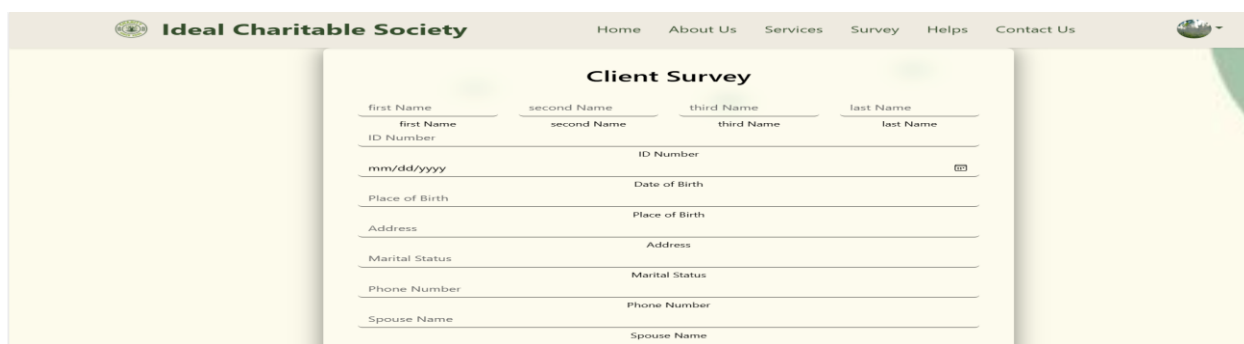 Ideal Charitable Society Home About Us Services Survey Helps Contact Us
Client Survey
first Name second Name third Name last Name
first Name second Name third Name last Name
ID Number
ID Number
mm/dd/yyyy
Date of Birth
Place of Birth
Place of Birth
Address
Address
Marital Status
Marital Status
Phone Number
Phone Number
Spouse Name
Spouse Name